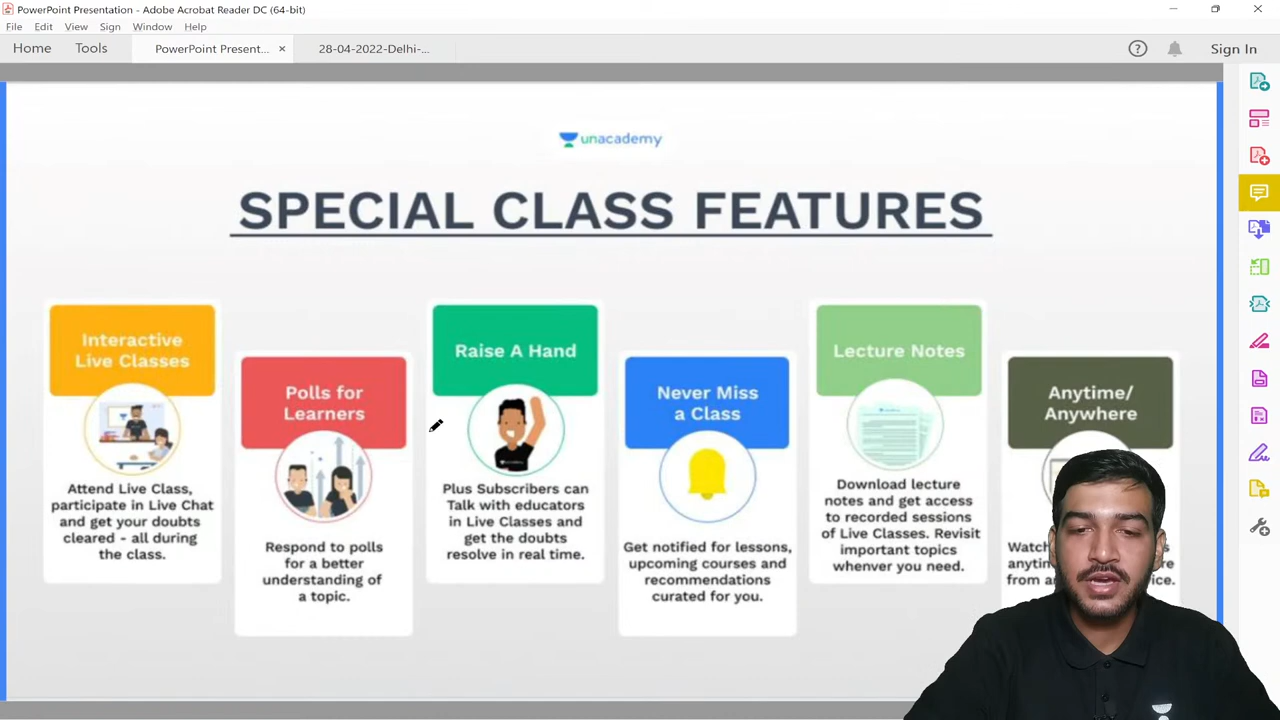 PowerPoint Presentation - Adobe Acrobat Reader DC (64-bit)
File Edit View Sign Window Help
Home Tools PowerPoint Present... × 28-04-2022-Delhi-... Sign In
unacademy
SPECIAL CLASS FEATURES
Interactive
Live Classes
Attend Live Class,
participate in Live Chat
and get your doubts
cleared - all during
the class.
Polls for
Learners
Respond to polls
for a better
understanding of
a topic.
Raise A Hand
Plus Subscribers can
Talk with educators
in Live Classes and
get the doubts
resolve in real time.
Never Miss
a Class
Get notified for lessons,
upcoming courses and
recommendations
curated for you.
Lecture Notes
Download lecture
notes and get access
to recorded sessions
of Live Classes. Revisit
important topics
whenver you need.
Anytime/
Anywhere